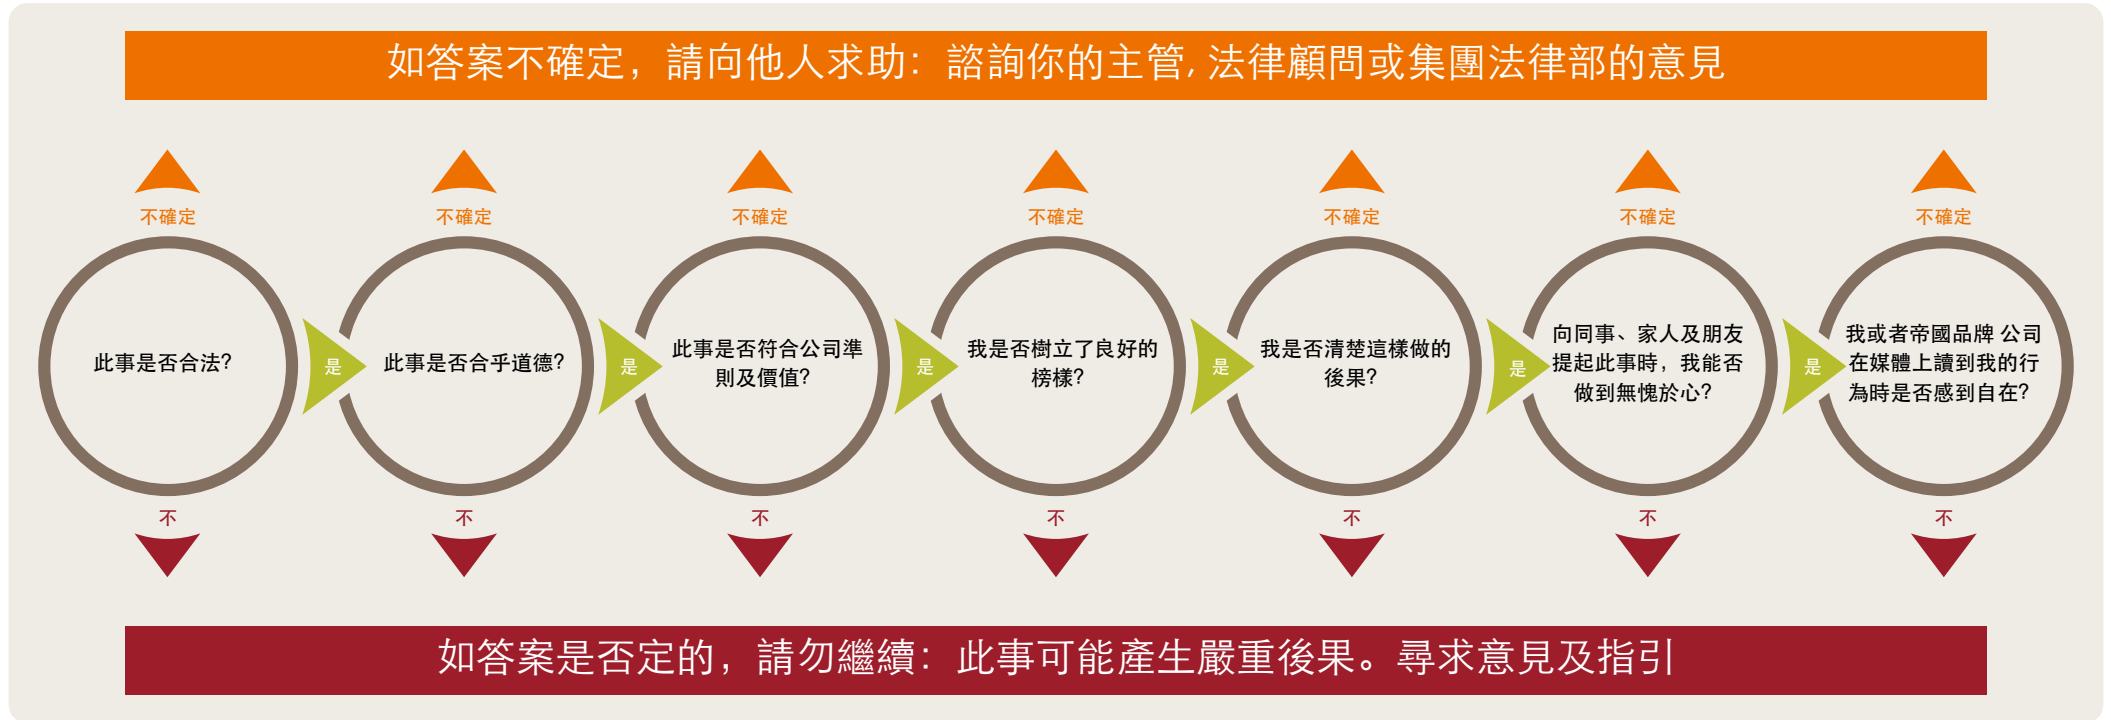 如答案不確定，請向他人求助：諮詢你的主管, 法律顧問或集團法律部的意見
不確定
不確定
不確定
不確定
不確定
不確定
不確定
此事是否合法?
是
此事是否合乎道德?
是
此事是否符合公司準
則及價值?
是
我是否樹立了良好的
榜樣?
是
我是否清楚這樣做的
後果?
是
向同事、家人及朋友
提起此事時，我能否
做到無愧於心?
是
我或者帝國品牌 公司
在媒體上讀到我的行
為時是否感到自在?
不
不
不
不
不
不
不
如答案是否定的，請勿繼續：此事可能產生嚴重後果。尋求意見及指引